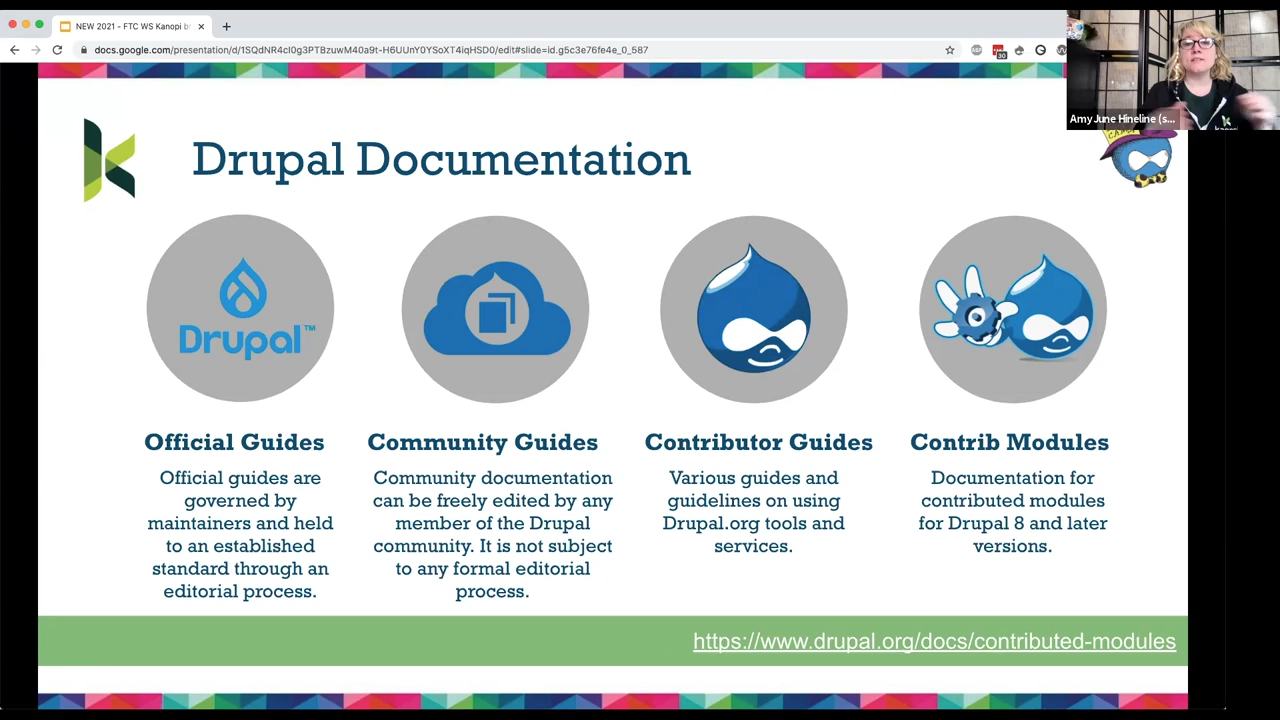 NEW 2021 - FTC WS Kanopi br
docs.google.com/presentation/d/1SQdNR4cI0g3PTBzuwM40a9t-H6UUnY0YSoXT4iqHSD0/edit#slide=id.g5c3e76fe4e_0_587
30
AmyJune Hineline (s...
Drupal Documentation
Drupal™
Official Guides
Official guides are
governed by
maintainers and held
to an established
standard through an
editorial process.
Community Guides
Community documentation
can be freely edited by any
member of the Drupal
community. It is not subject
to any formal editorial
process.
Contributor Guides
Various guides and
guidelines on using
Drupal.org tools and
services.
Contrib Modules
Documentation for
contributed modules
for Drupal 8 and later
versions.
https://www.drupal.org/docs/contributed-modules